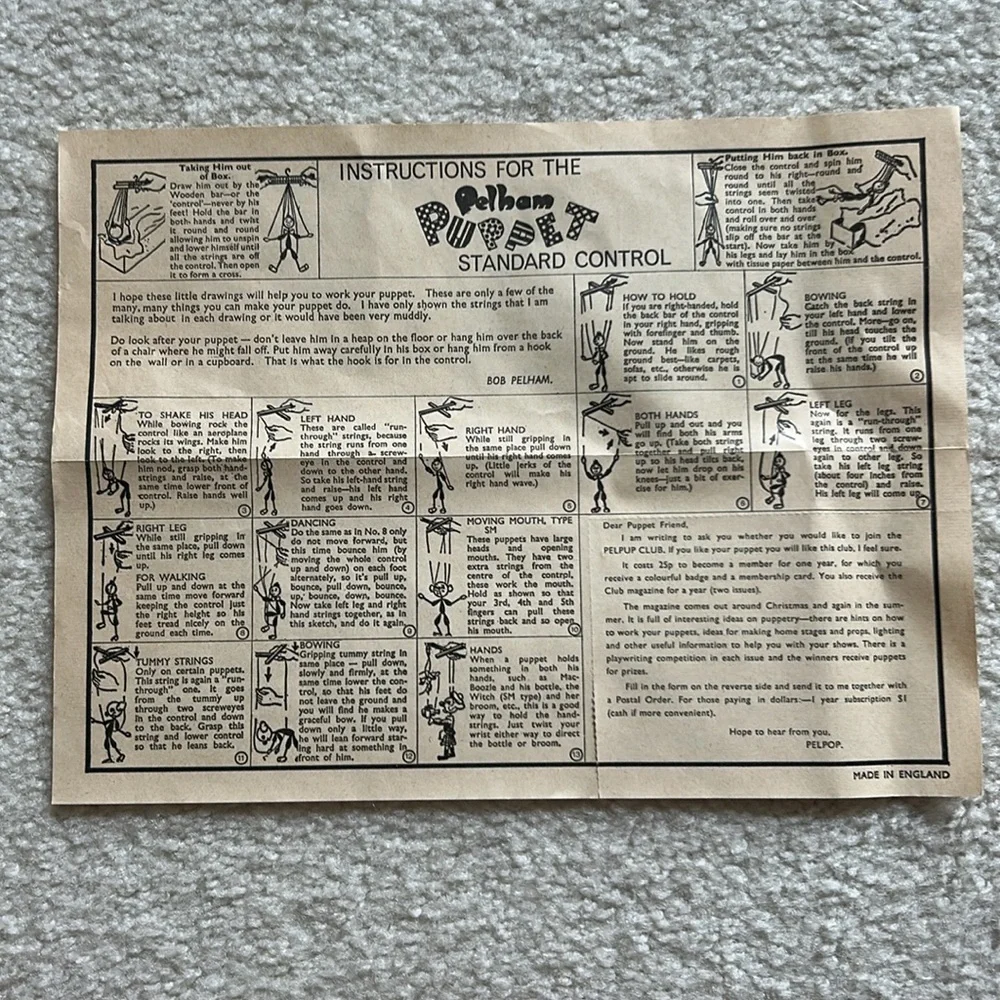 Taking Him out
of Box.
Draw him out by the
Wooden bar—or the
'control'—never by his
feet! Hold the bar in
both hands and twist
it round and round
allowing him to unspin
and lower himself until
all the strings are off
the control. Then open
it to form a cross.
INSTRUCTIONS FOR THE
Pelham
PUPPET
STANDARD CONTROL
Putting Him back in Box.
Close the control and spin him
round to his right—round and
round until all the
strings seem twisted
into one. Then take
control in both hands
and roll over and over
(making sure no strings
slip off the bar at the
start). Now take him by
his legs and lay him in the box
with tissue paper between him and the control.
I hope these little drawings will help you to work your puppet. These are only a few of the
many, many things you can make your puppet do. I have only shown the strings that I am
talking about in each drawing or it would have been very muddly.
Do look after your puppet — don't leave him in a heap on the floor or hang him over the back
of a chair where he might fall off. Put him away carefully in his box or hang him from a hook
on the wall or in a cupboard. That is what the hook is for in the control.
BOB PELHAM.
HOW TO HOLD
If you are right-handed, hold
the back bar of the control
in your right hand, gripping
with forefinger and thumb.
Now stand him on the
ground. He likes rough
ground best—like carpets,
sofas, etc., otherwise he is
apt to slide around.
1
BOWING
Catch the back string in
your left hand and lower
the control. More—go on,
till his head touches the
ground. (If you tilt the
front of the control up
at the same time he will
raise his hands.)
2
TO SHAKE HIS HEAD
While bowing rock the
control like an aeroplane
rocks its wings. Make him
look to the right, then
look to the left. (To make
him nod, grasp both hand-
strings and raise, at the
same time lower front of
control. Raise hands well
up.)
3
LEFT HAND
These are called "run-
through" strings, because
the string runs from one
hand through a screw-
eye in the control and
down to the other hand.
So take his left-hand string
and raise—his left hand
comes up and his right
hand goes down.
4
RIGHT HAND
While still gripping in
the same place pull down
until his right hand comes
up. (Little jerks of the
control will make his
right hand wave.)
5
BOTH HANDS
Pull up and out and you
will find both his arms
go up. (Take both strings
together and pull right
up so his head tilts back,
now let him drop on his
knees—just a bit of exer-
cise for him.)
6
LEFT LEG
Now for the legs. This
again is a "run-through"
string. It runs from one
leg through two screw-
eyes in control and down
again to other leg. So
take his left leg string
(about four inches from
the control) and raise.
His left leg will come up.
7
RIGHT LEG
While still gripping in
the same place, pull down
until his right leg comes
up.
FOR WALKING
Pull up and down at the
same time move forward
keeping the control just
the right height so his
feet tread nicely on the
ground each time.
8
DANCING
Do the same as in No. 8 only
do not move forward, but
this time bounce him (by
moving the whole control
up and down) on each foot
alternately, so it's pull up,
bounce, pull down, bounce,
up, bounce, down, bounce.
Now take left leg and right
hand strings together, as in
this sketch, and do it again.
9
MOVING MOUTH, TYPE
SM
These puppets have large
heads and opening
mouths. They have two
extra strings from the
centre of the control,
these work the mouth.
Hold as shown so that
your 3rd, 4th and 5th
fingers can pull these
strings back and so open
his mouth.
10
Dear Puppet Friend,
I am writing to ask you whether you would like to join the
PELPUP CLUB. If you like your puppet you will like this club, I feel sure.
It costs 25p to become a member for one year, for which you
receive a colourful badge and a membership card. You also receive the
Club magazine for a year (two issues).
The magazine comes out around Christmas and again in the sum-
mer. It is full of interesting ideas on puppetry—there are hints on
how to work your puppets, ideas for making home stages and props, lighting
and other useful information to help you with your shows. There is a
playwriting competition in each issue and the winners receive puppets
for prizes.
Fill in the form on the reverse side and send it to me together with
a Postal Order. For those paying in dollars:—1 year subscription $1
(cash if more convenient).
Hope to hear from you,
PELPOP.
TUMMY STRINGS
Only on certain puppets.
This string is again a "run-
through" one. It goes
from the tummy up
through two screweyes
in the control and down
to the back. Grasp this
string and lower control
so that he leans back.
11
BOWING
Gripping tummy string in
same place — pull down,
slowly and firmly, at the
same time lower the con-
trol, so that his feet do
not leave the ground and
you will find he makes a
graceful bow. If you pull
down only a little way,
he will lean forward star-
ing hard at something in
front of him.
12
HANDS
When a puppet holds
something in both his
hands, such as Mac-
Boozle and his bottle, the
Witch (SM type) and her
broom, etc., this is a good
way to hold the hand-
strings. Just twist your
wrist either way to direct
the bottle or broom.
13
MADE IN ENGLAND